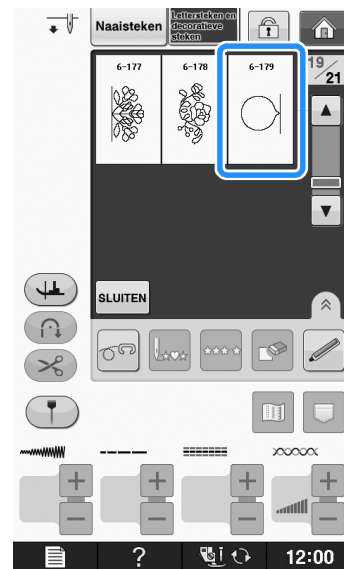 Naaisteken
Lettersteken en
decoratieve
steken
6-177
6-178
6-179
19/21
SLUITEN
?
12:00